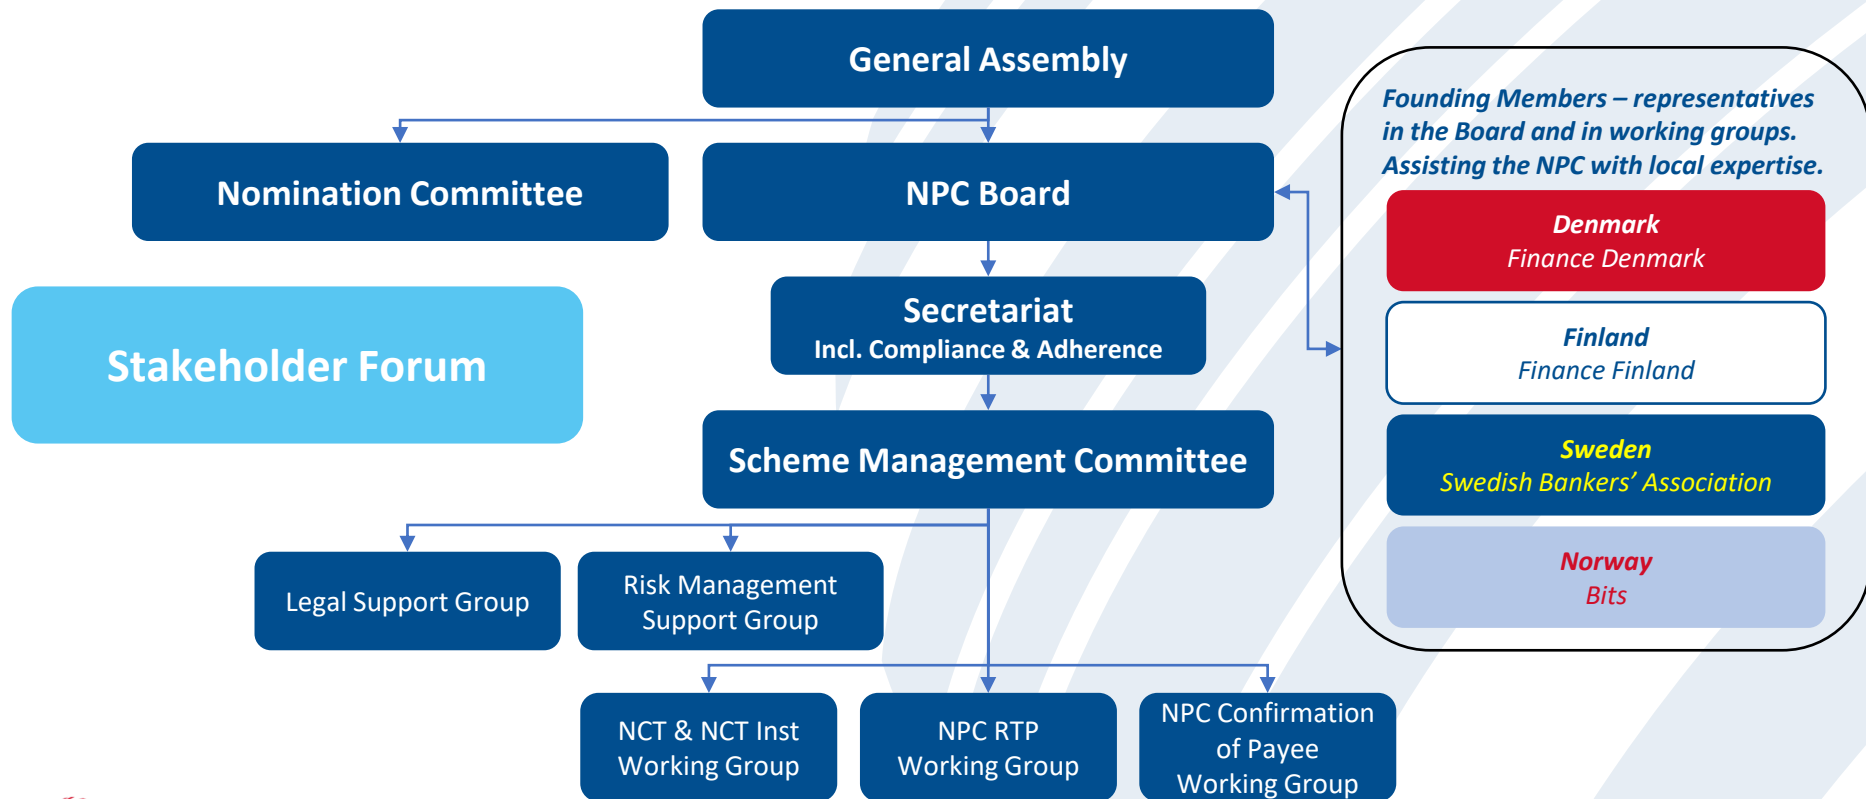 General Assembly
Founding Members – representatives
in the Board and in working groups.
Assisting the NPC with local expertise.
Nomination Committee
NPC Board
Denmark
Finance Denmark
Secretariat
Incl. Compliance & Adherence
Stakeholder Forum
Finland
Finance Finland
Scheme Management Committee
Sweden
Swedish Bankers’ Association
Norway
Bits
Legal Support Group
Risk Management
Support Group
NCT & NCT Inst
Working Group
NPC RTP
Working Group
NPC Confirmation
of Payee
Working Group